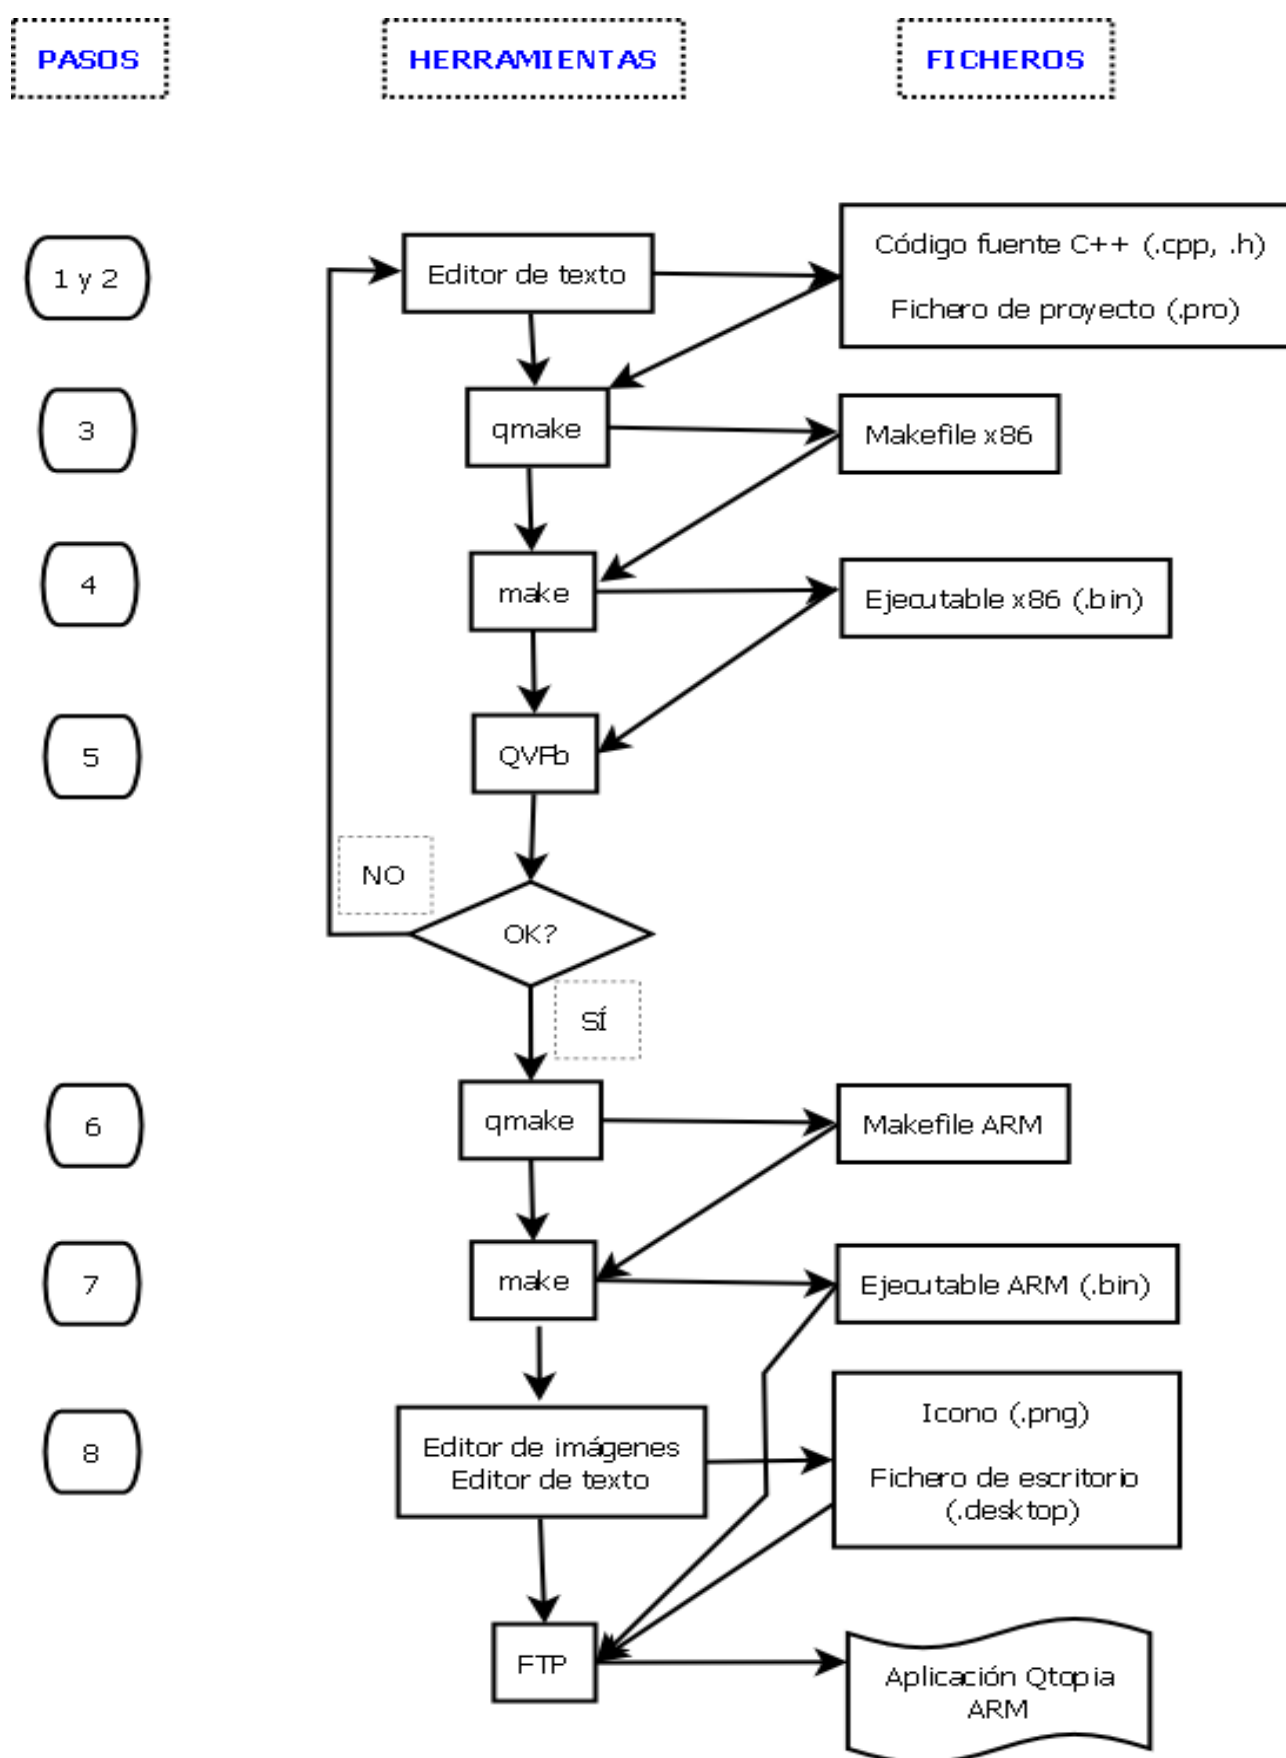 PASOS
HERRAMIENTAS
FICHEROS
1 y 2
Editor de texto
Código fuente C++ (.cpp, .h)
Fichero de proyecto (.pro)
3
qmake
Makefile x86
4
make
Ejecutable x86 (.bin)
5
QVFb
NO
OK?
SÍ
6
qmake
Makefile ARM
7
make
Ejecutable ARM (.bin)
8
Editor de imágenes
Editor de texto
Icono (.png)
Fichero de escritorio
(.desktop)
FTP
Aplicación Qtopia
ARM